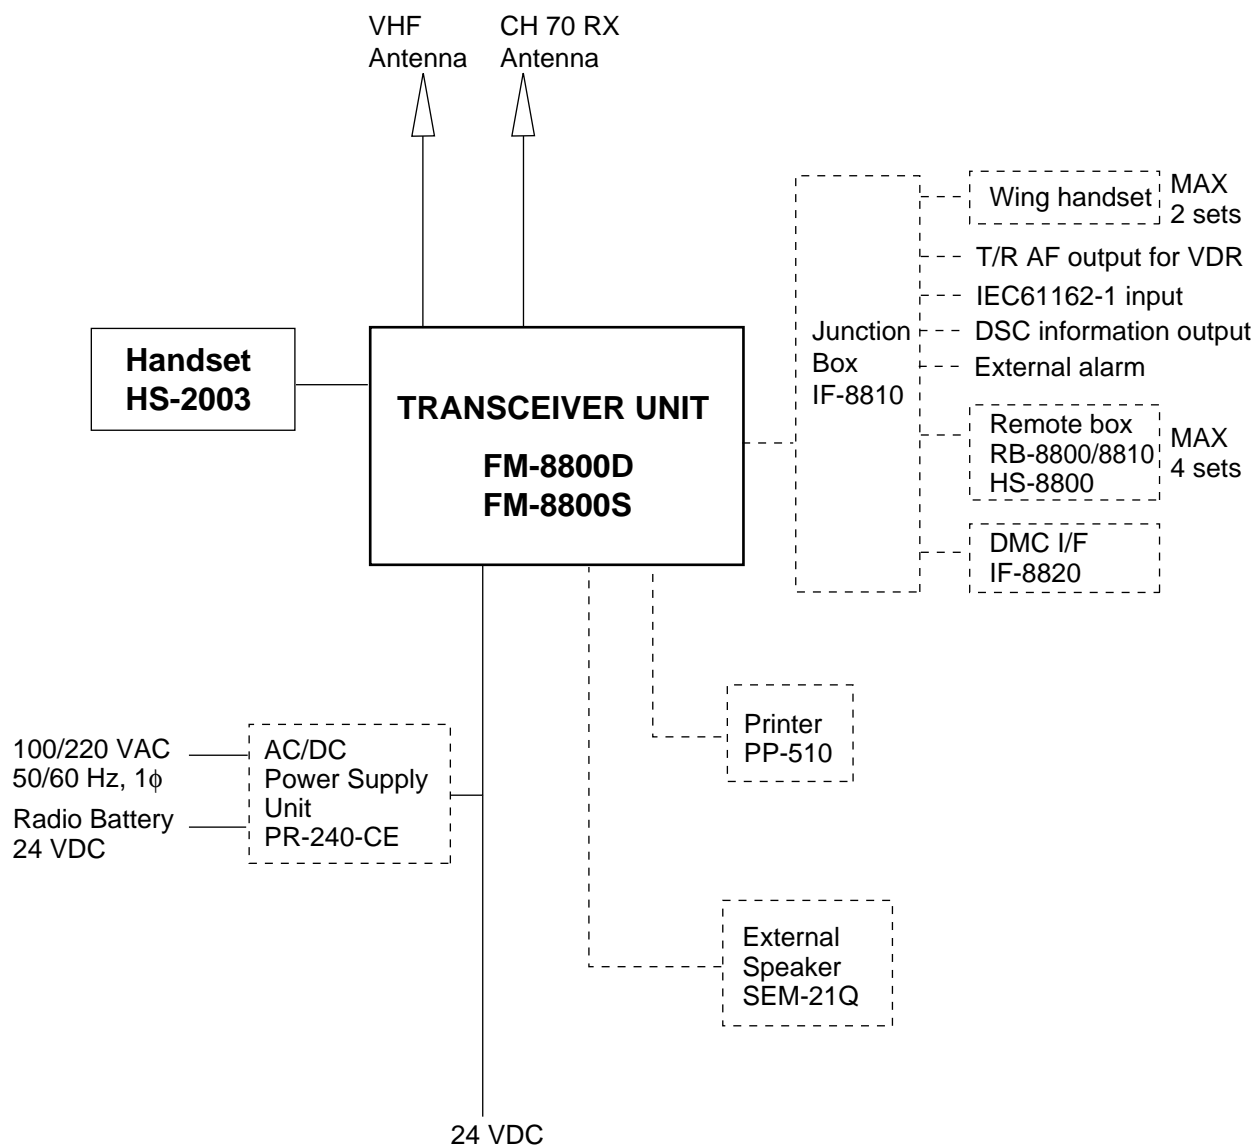 VHF
Antenna
CH 70 RX
Antenna
Handset
HS-2003
TRANSCEIVER UNIT
FM-8800D
FM-8800S
Junction
Box
IF-8810
Wing handset
MAX
2 sets
T/R AF output for VDR
IEC61162-1 input
DSC information output
External alarm
Remote box
RB-8800/8810
HS-8800
MAX
4 sets
DMC I/F
IF-8820
100/220 VAC
50/60 Hz, 1ϕ
Radio Battery
24 VDC
AC/DC
Power Supply
Unit
PR-240-CE
Printer
PP-510
External
Speaker
SEM-21Q
24 VDC